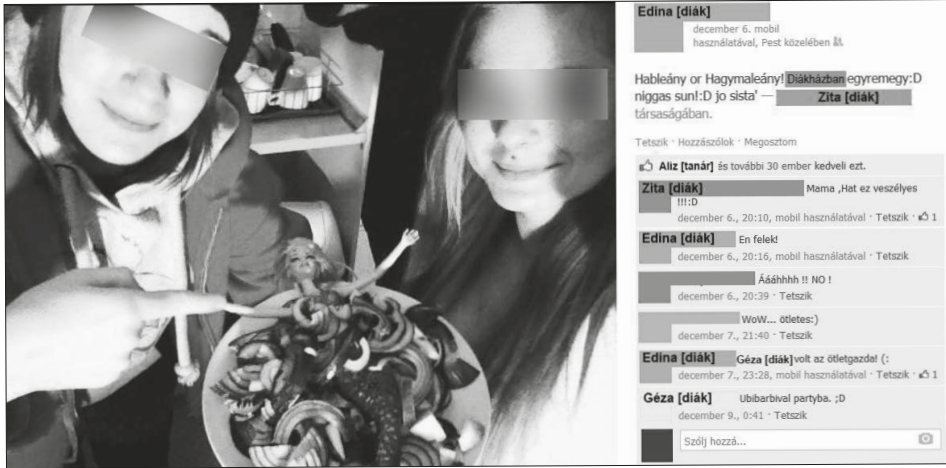 Edina [diák]
december 6. mobil
használatával, Pest közelében
Hableány or Hagymaleány! Diákházban egyremegy:D
niggas sun!:D jo sista' — Zita [diák]
társaságában.
Tetszik · Hozzászólok · Megosztom
Aliz [tanár] és további 30 ember kedveli ezt.
Zita [diák] Mama ,Hat ez veszélyes
!!!:D
december 6., 20:10, mobil használatával · Tetszik · 1
Edina [diák] En felek!
december 6., 20:16, mobil használatával · Tetszik
Áááhhhh !! NO !
december 6., 20:39 · Tetszik
WoW... ötletes:)
december 7., 21:40 · Tetszik
Edina [diák] Géza [diák] volt az ötletgazda! (:
december 7., 23:28, mobil használatával · Tetszik · 1
Géza [diák] Ubibarbival partyba. ;D
december 9., 0:41 · Tetszik
Szólj hozzá...